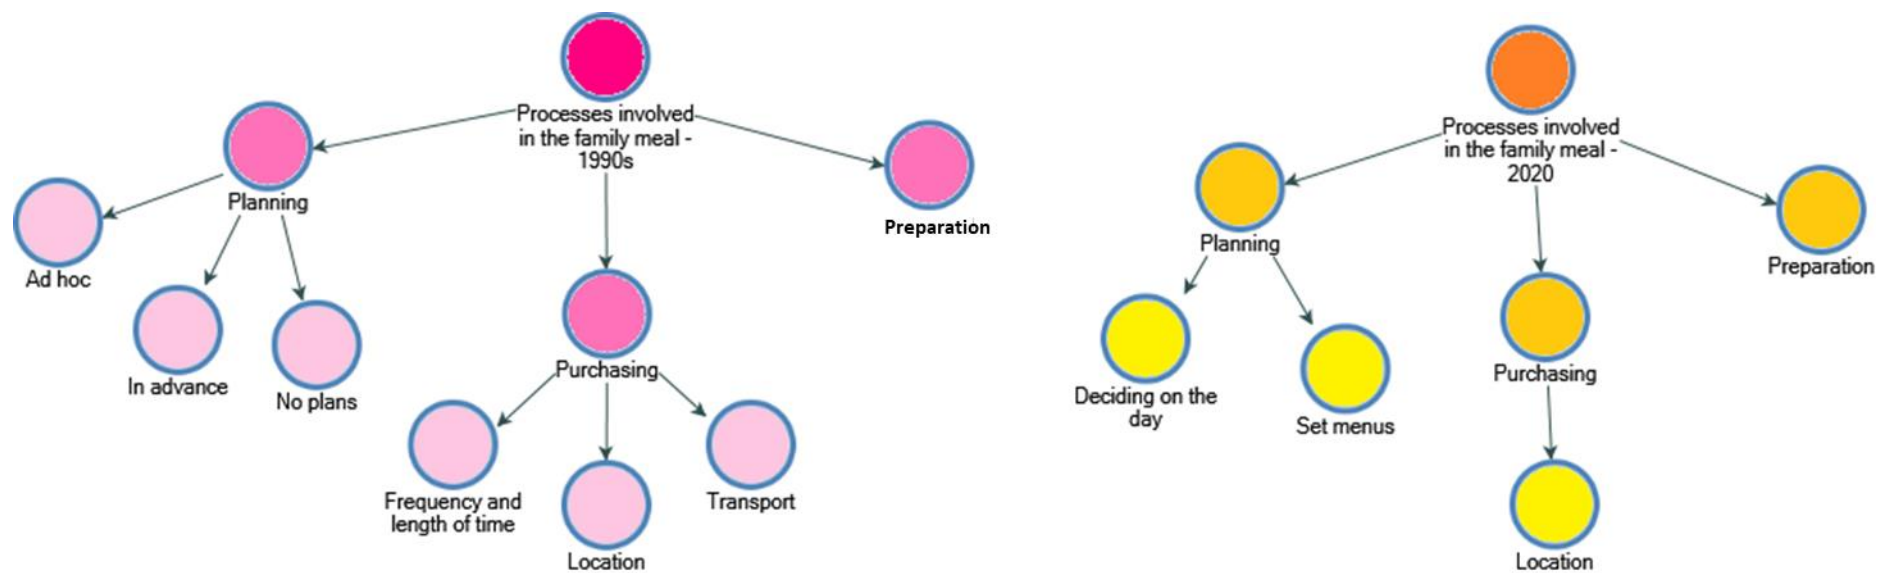 Processes involved
in the family meal -
1990s
Planning
Preparation
Ad hoc
In advance
No plans
Purchasing
Frequency and
length of time
Location
Transport
Processes involved
in the family meal -
2020
Planning
Preparation
Deciding on the
day
Set menus
Purchasing
Location